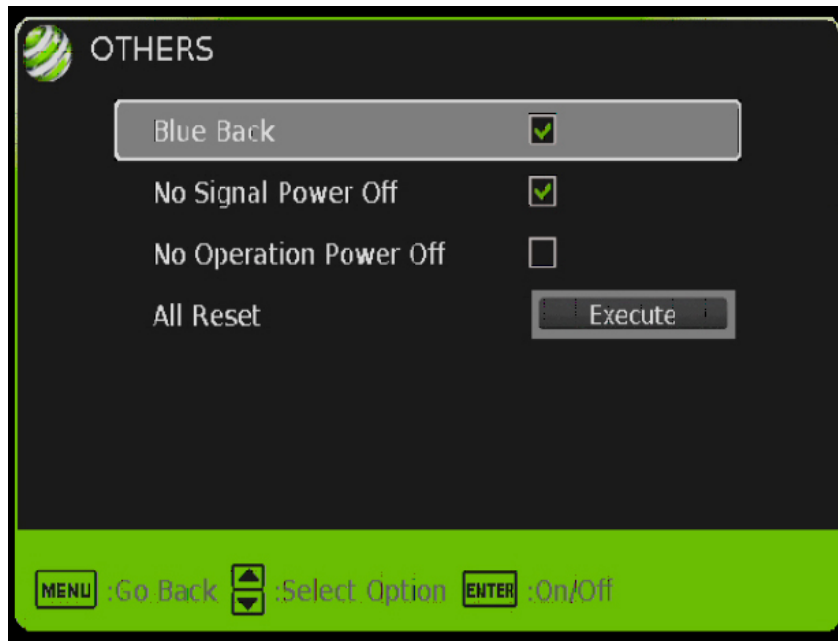 OTHERS
Blue Back
No Signal Power Off
No Operation Power Off
All Reset Execute
MENU :Go Back :Select Option ENTER :On/Off